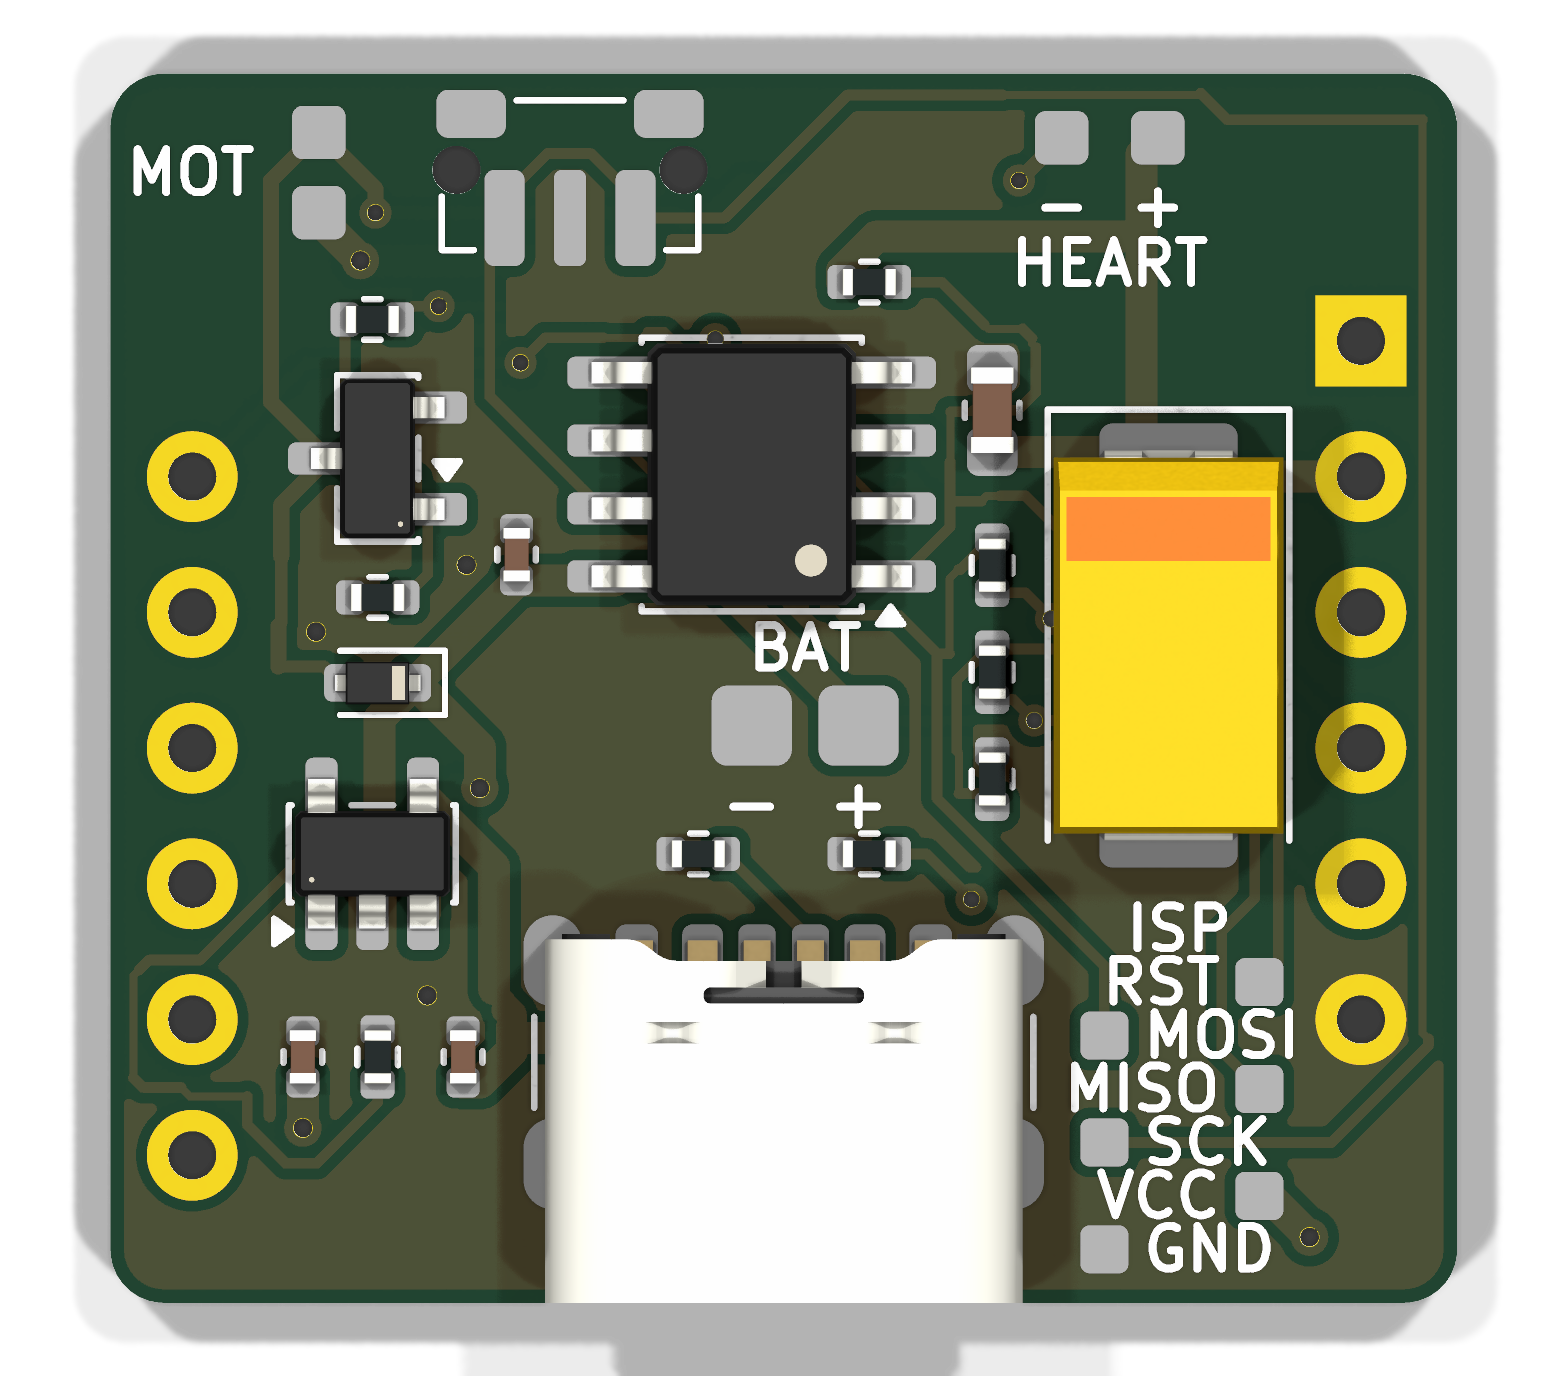 MOT
- +
HEART
BAT
- +
ISP
RST
MOSI
MISO
SCK
VCC
GND